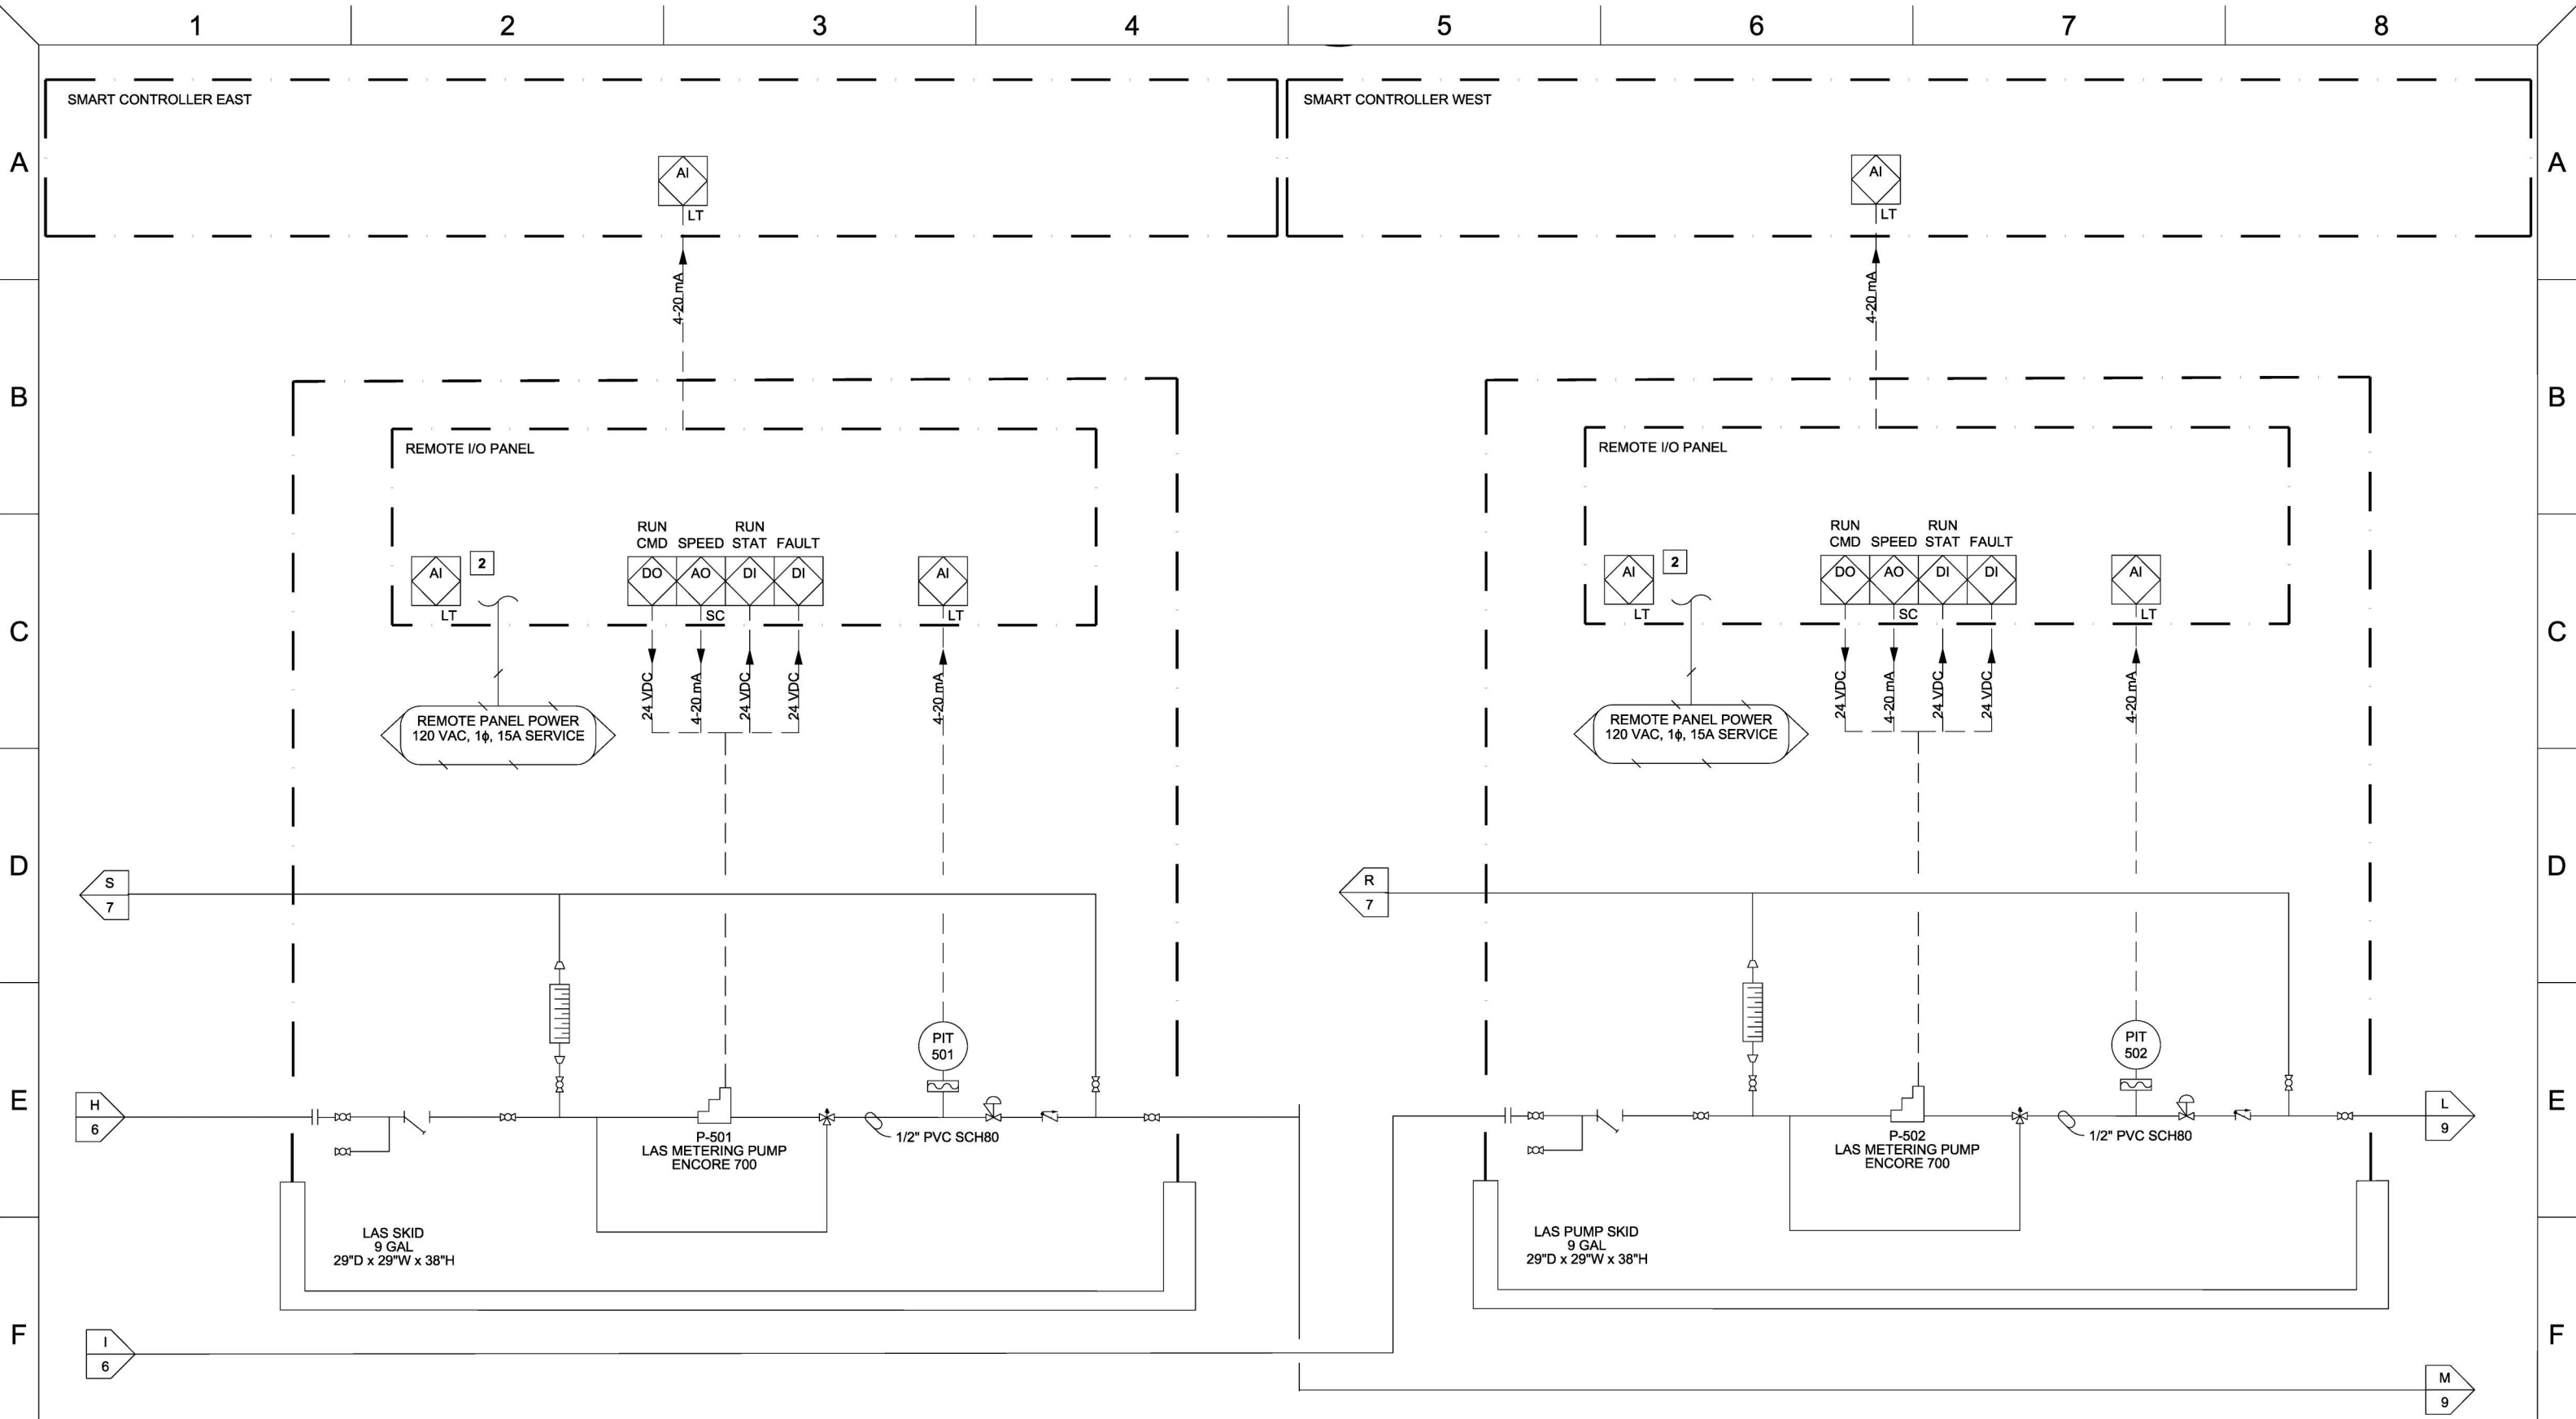 1 2 3 4 5 6 7 8
SMART CONTROLLER EAST
SMART CONTROLLER WEST
A
A
AI
LT
AI
LT
4-20 mA
4-20 mA
B
B
REMOTE I/O PANEL
REMOTE I/O PANEL
RUN
CMD
SPEED
RUN
STAT
FAULT
AI
LT
2
DO
AO
DI
DI
SC
AI
LT
RUN
CMD
SPEED
RUN
STAT
FAULT
AI
LT
2
DO
AO
DI
DI
SC
AI
LT
C
C
24 VDC
4-20 mA
24 VDC
24 VDC
4-20 mA
24 VDC
4-20 mA
24 VDC
24 VDC
4-20 mA
REMOTE PANEL POWER
120 VAC, 1ϕ, 15A SERVICE
REMOTE PANEL POWER
120 VAC, 1ϕ, 15A SERVICE
D
D
S
7
R
7
PIT
501
PIT
502
E
E
H
6
L
9
P-501
LAS METERING PUMP
ENCORE 700
1/2" PVC SCH80
P-502
LAS METERING PUMP
ENCORE 700
1/2" PVC SCH80
LAS SKID
9 GAL
29"D x 29"W x 38"H
LAS PUMP SKID
9 GAL
29"D x 29"W x 38"H
F
F
I
6
M
9